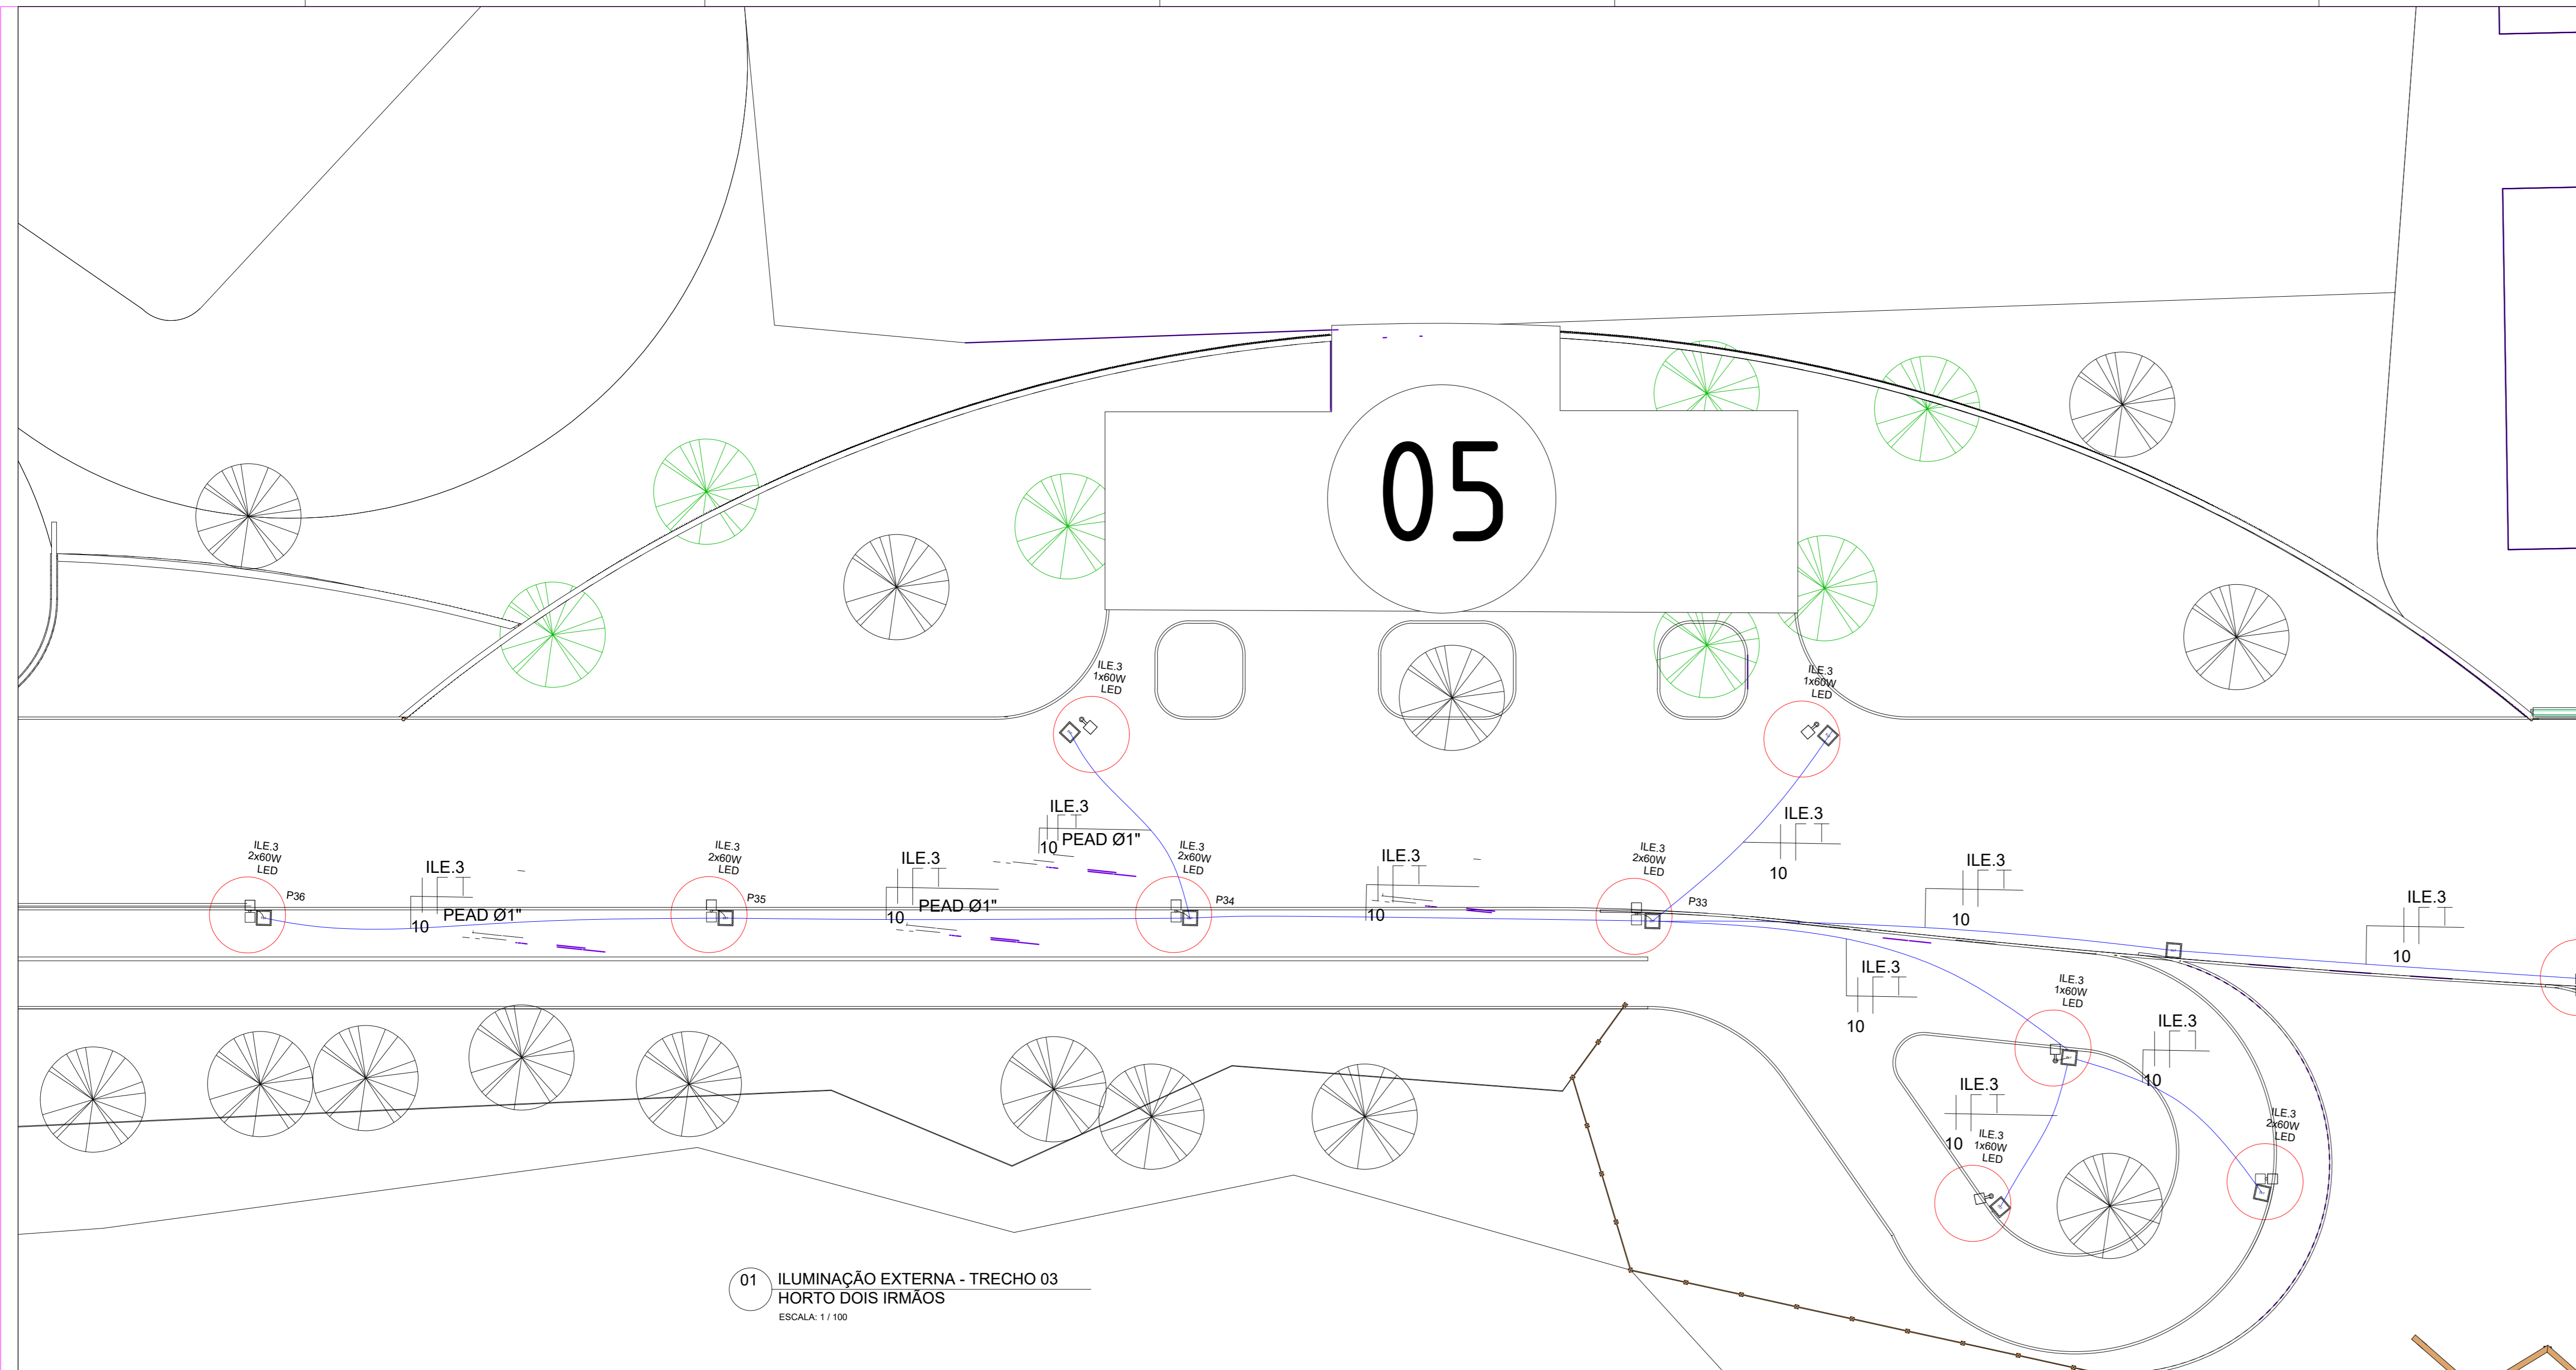 05
ILE.3
1x60W
LED
ILE.3
1x60W
LED
ILE.3
10
PEAD Ø1"
ILE.3
10
ILE.3
2x60W
LED
P36
ILE.3
10
PEAD Ø1"
ILE.3
2x60W
LED
P35
ILE.3
10
PEAD Ø1"
ILE.3
2x60W
LED
P34
ILE.3
10
ILE.3
2x60W
LED
P33
ILE.3
10
ILE.3
10
ILE.3
10
ILE.3
1x60W
LED
ILE.3
10
ILE.3
10
ILE.3
1x60W
LED
ILE.3
2x60W
LED
01
ILUMINAÇÃO EXTERNA - TRECHO 03
HORTO DOIS IRMÃOS
ESCALA: 1 / 100